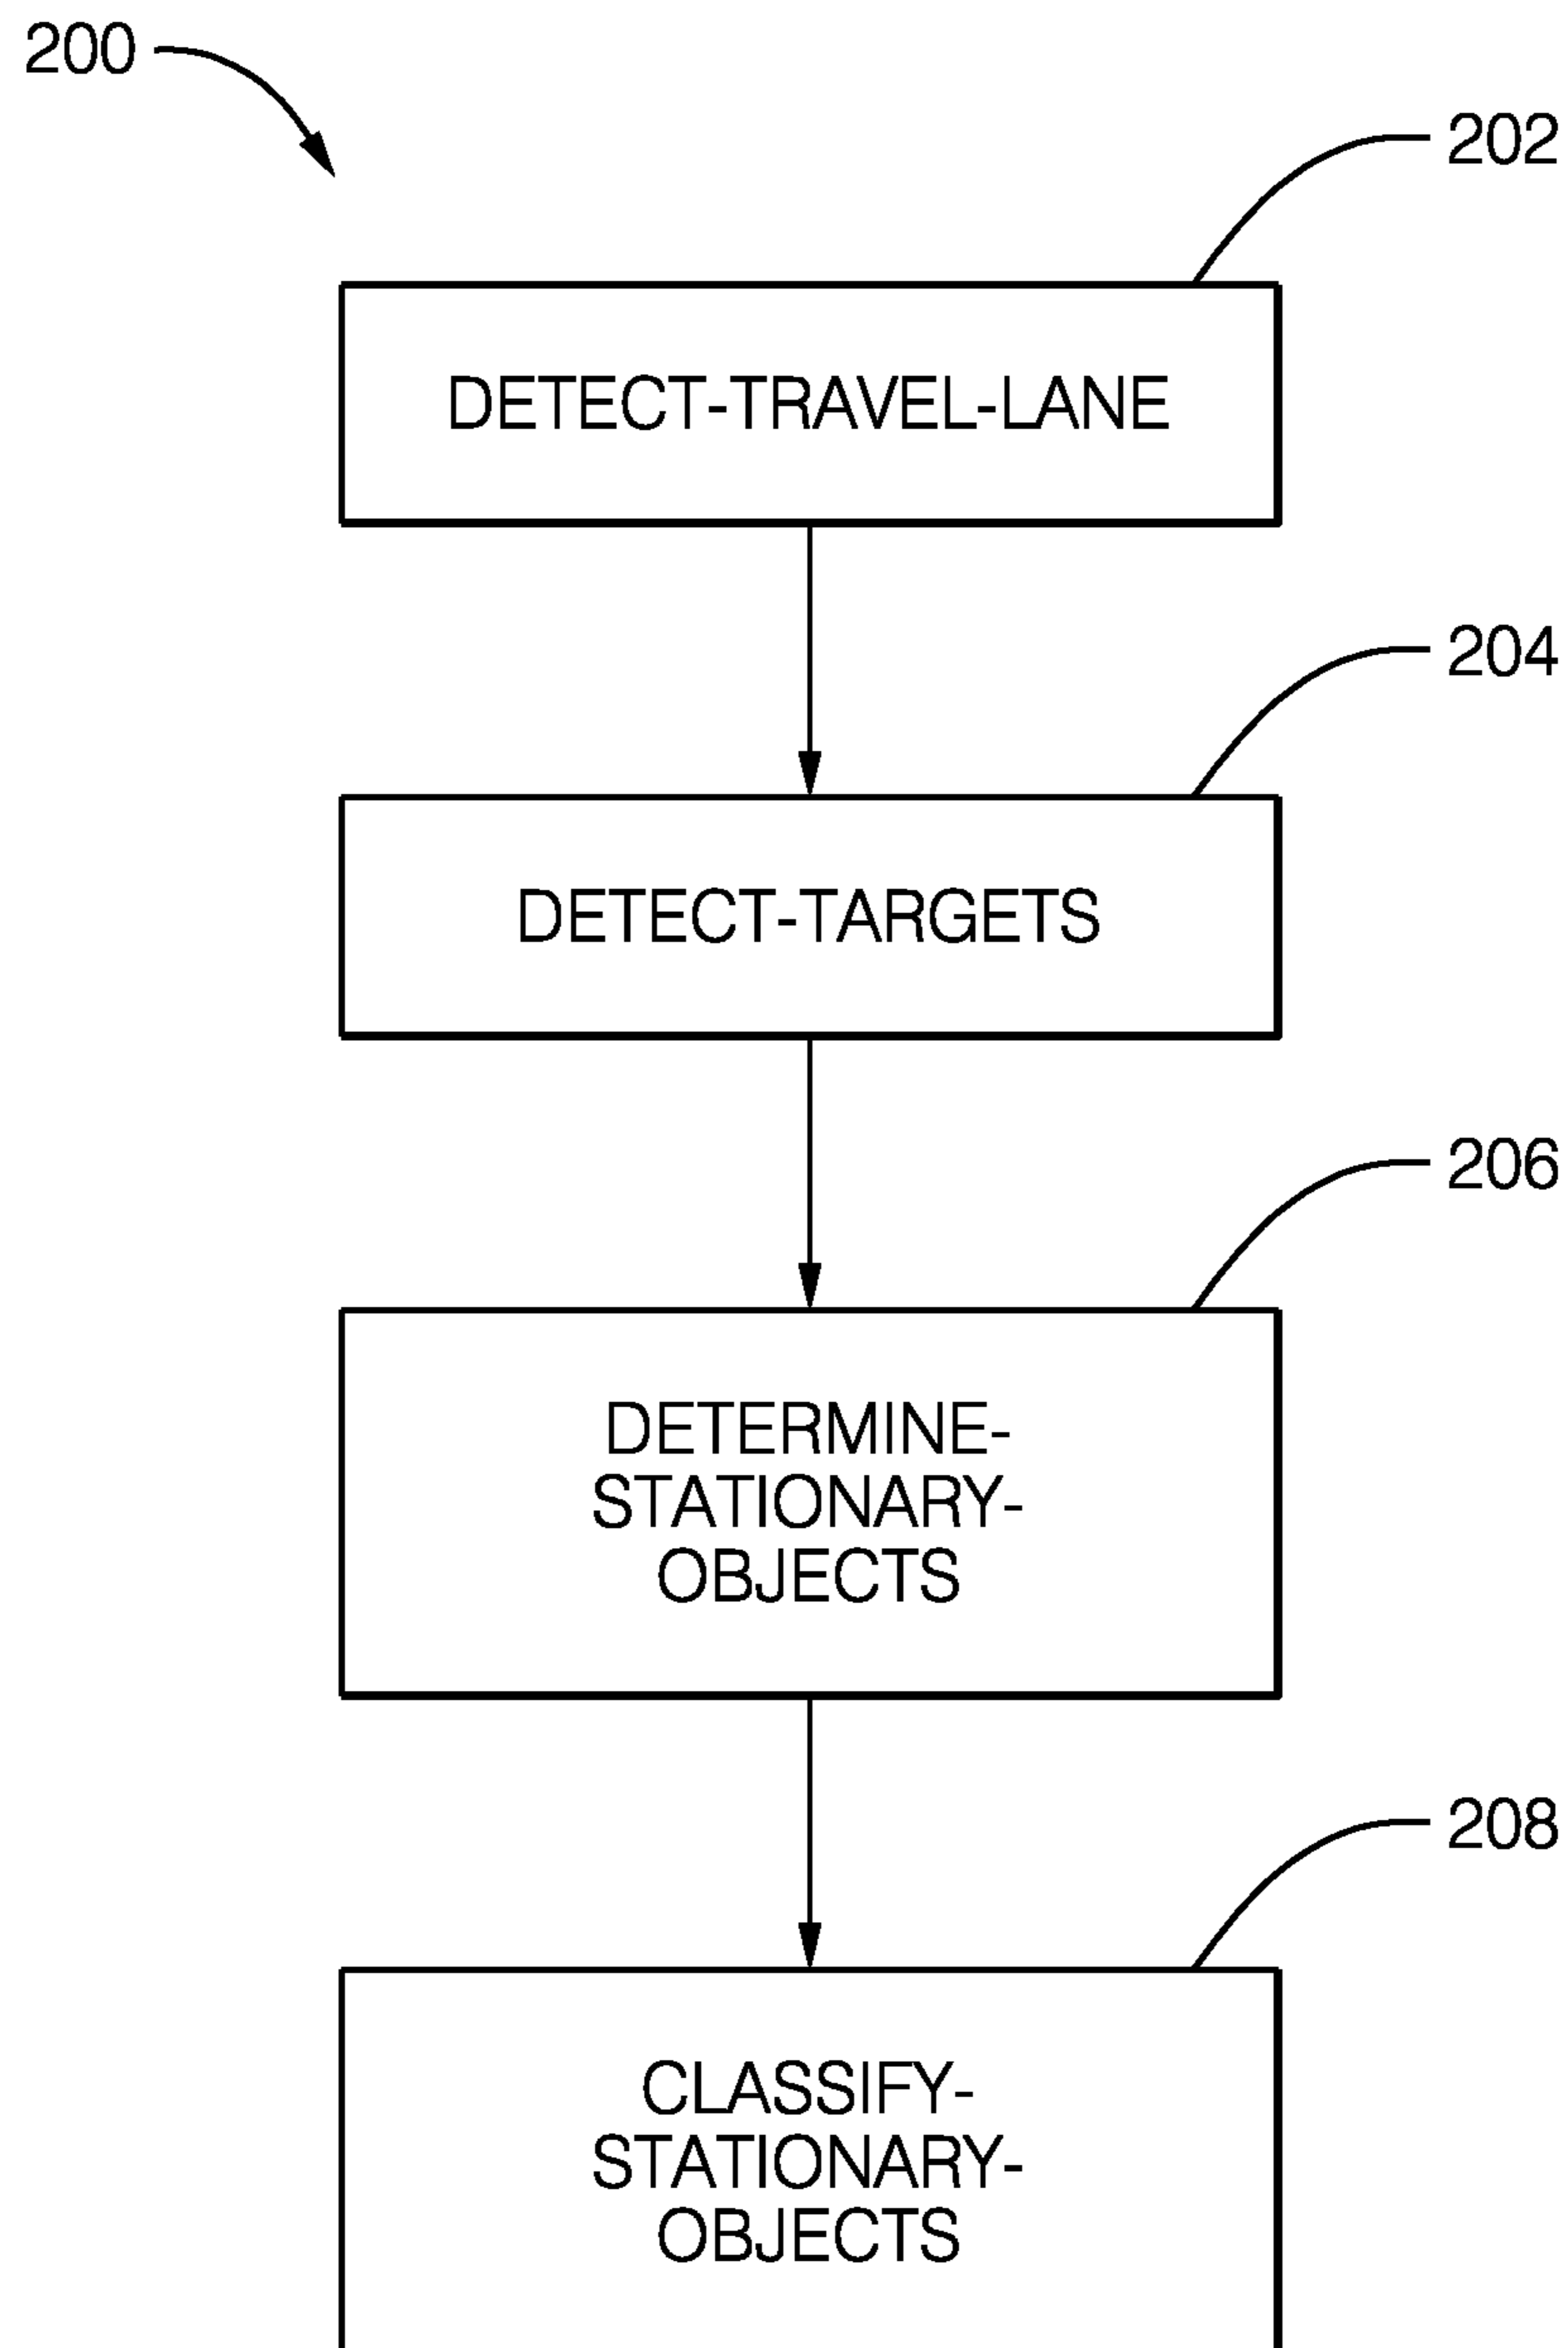 200
202
DETECT-TRAVEL-LANE
204
DETECT-TARGETS
206
DETERMINE-
STATIONARY-
OBJECTS
208
CLASSIFY-
STATIONARY-
OBJECTS